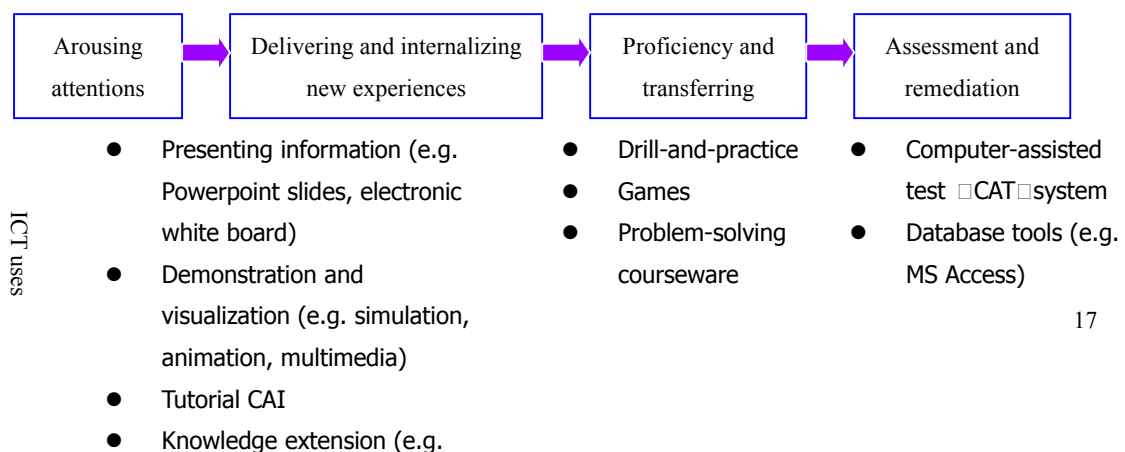 Arousing
attentions
Delivering and internalizing
new experiences
Proficiency and
transferring
Assessment and
remediation
ICT uses
● Presenting information (e.g.
Powerpoint slides, electronic
white board)
● Demonstration and
visualization (e.g. simulation,
animation, multimedia)
● Tutorial CAI
● Knowledge extension (e.g.
● Drill-and-practice
● Games
● Problem-solving
courseware
● Computer-assisted
test □CAT□system
● Database tools (e.g.
MS Access)
17